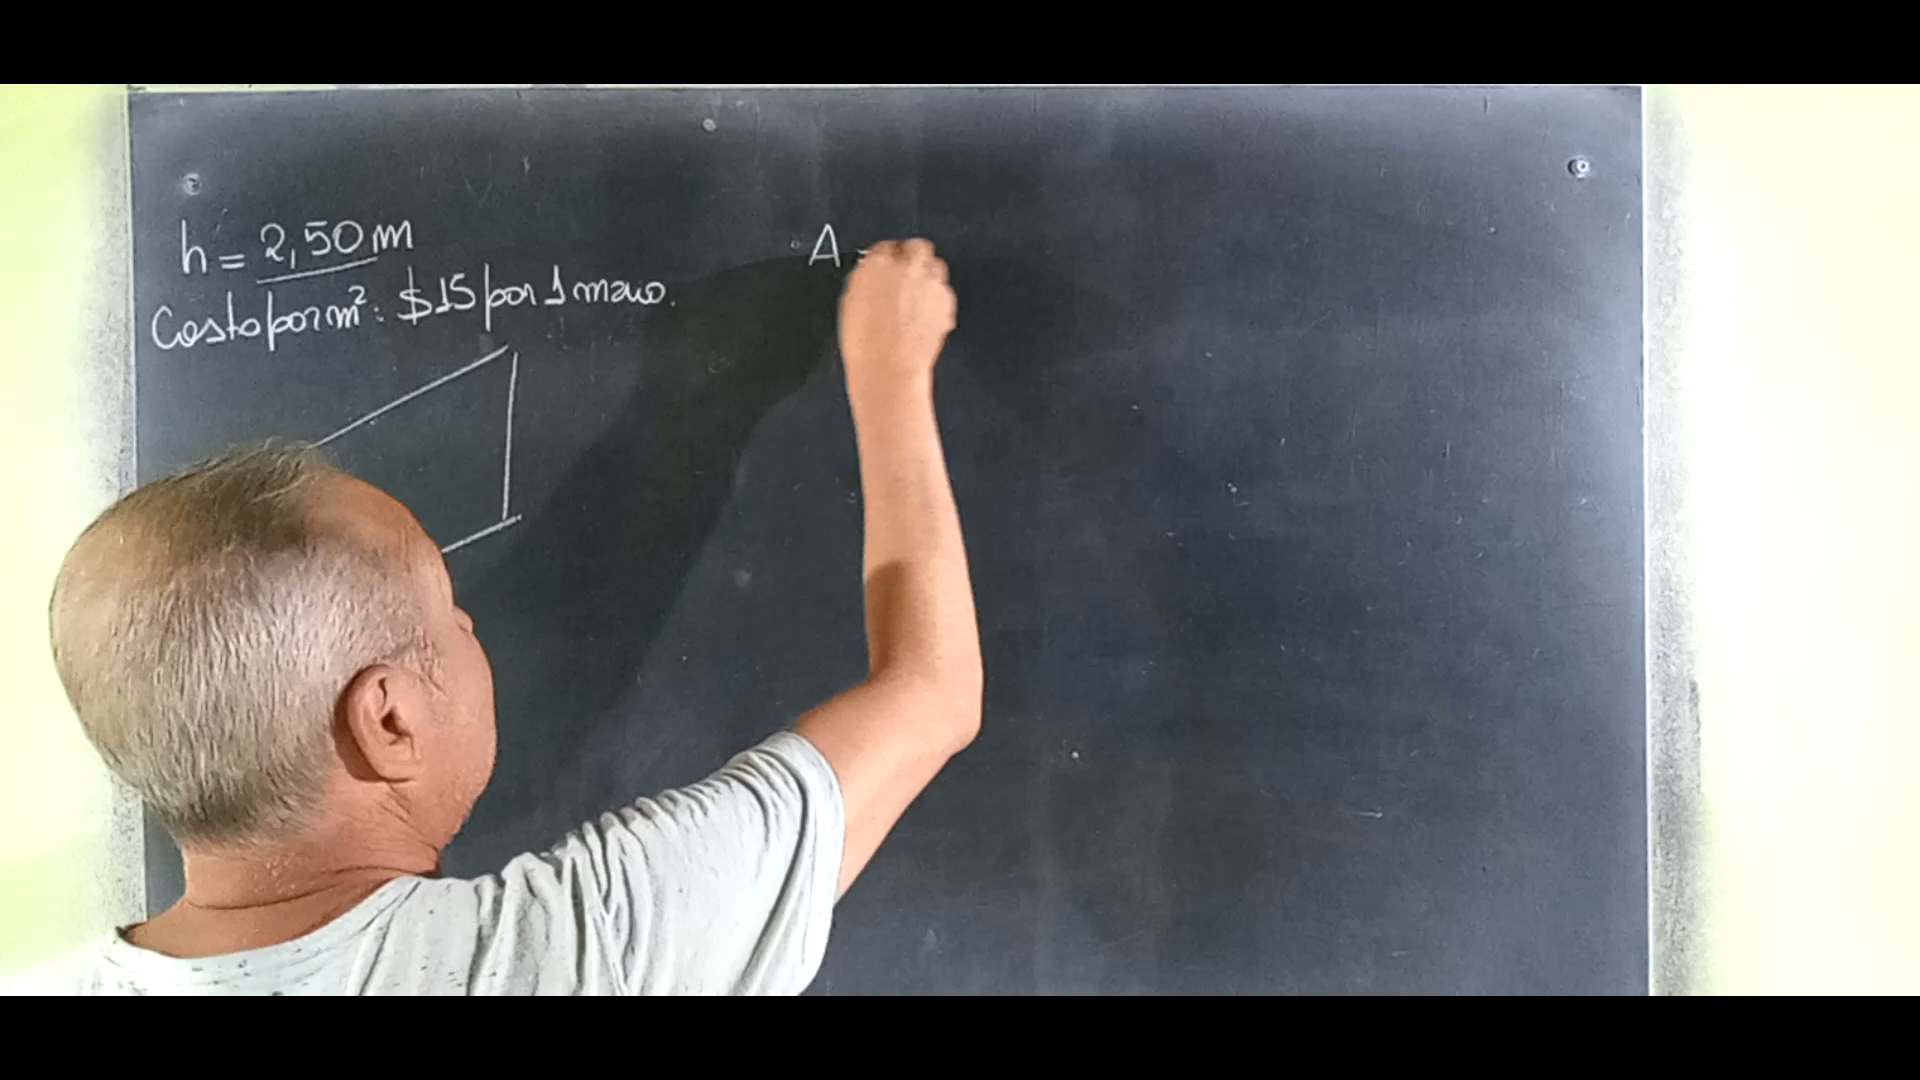 h = 2,50 m
Costo por m²: $15 por 1 mano.
A =